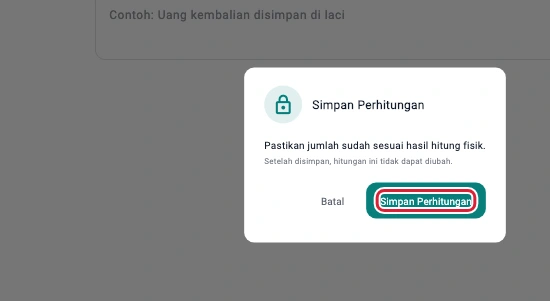 Contoh: Uang kembalian disimpan di laci
Simpan Perhitungan
Pastikan jumlah sudah sesuai hasil hitung fisik.
Setelah disimpan, hitungan ini tidak dapat diubah.
Batal
Simpan Perhitungan